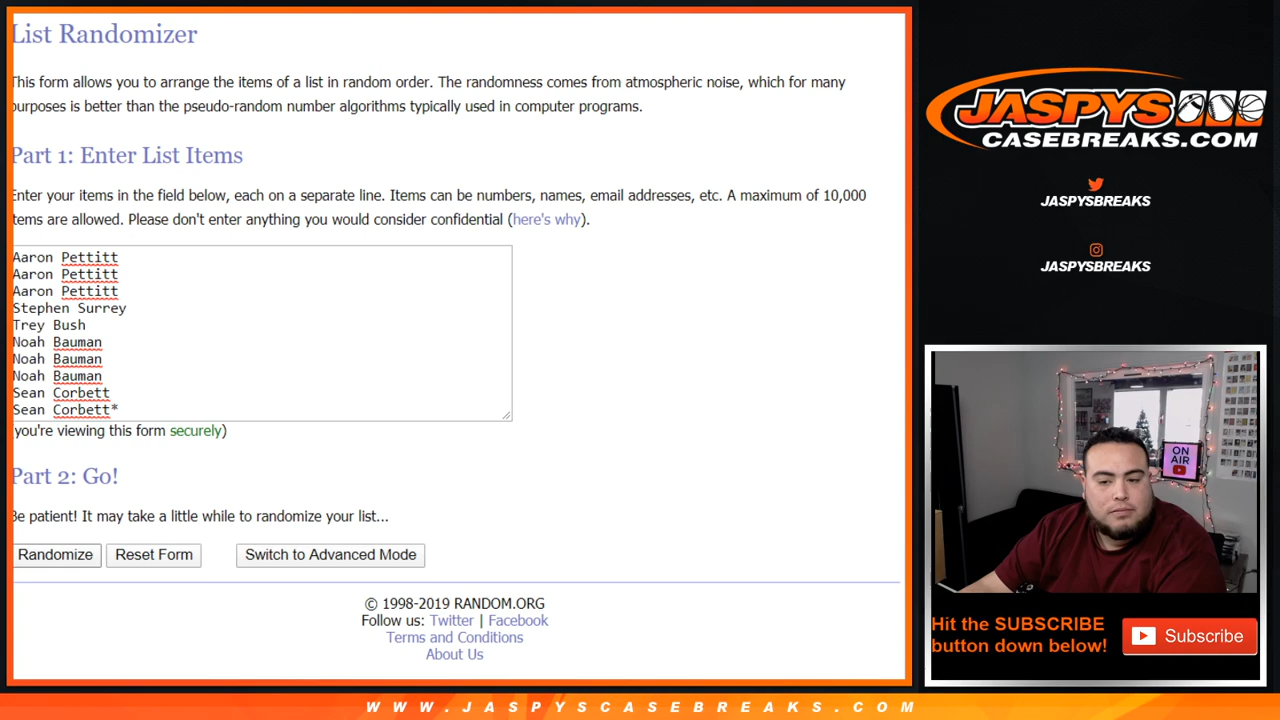 List Randomizer
This form allows you to arrange the items of a list in random order. The randomness comes from atmospheric noise, which for many
purposes is better than the pseudo-random number algorithms typically used in computer programs.
Part 1: Enter List Items
Enter your items in the field below, each on a separate line. Items can be numbers, names, email addresses, etc. A maximum of 10,000
items are allowed. Please don't enter anything you would consider confidential (here's why).
Aaron Pettitt
Aaron Pettitt
Aaron Pettitt
Stephen Surrey
Trey Bush
Noah Bauman
Noah Bauman
Noah Bauman
Sean Corbett
Sean Corbett*
you're viewing this form securely)
Part 2: Go!
Be patient! It may take a little while to randomize your list...
Randomize
Reset Form
Switch to Advanced Mode
© 1998-2019 RANDOM.ORG
Follow us: Twitter | Facebook
Terms and Conditions
About Us
JASPYS
CASEBREAKS.COM
JASPYSBREAKS
JASPYSBREAKS
ON
AIR
Hit the SUBSCRIBE
button down below!
Subscribe
WWW.JASPYSCASEBREAKS.COM